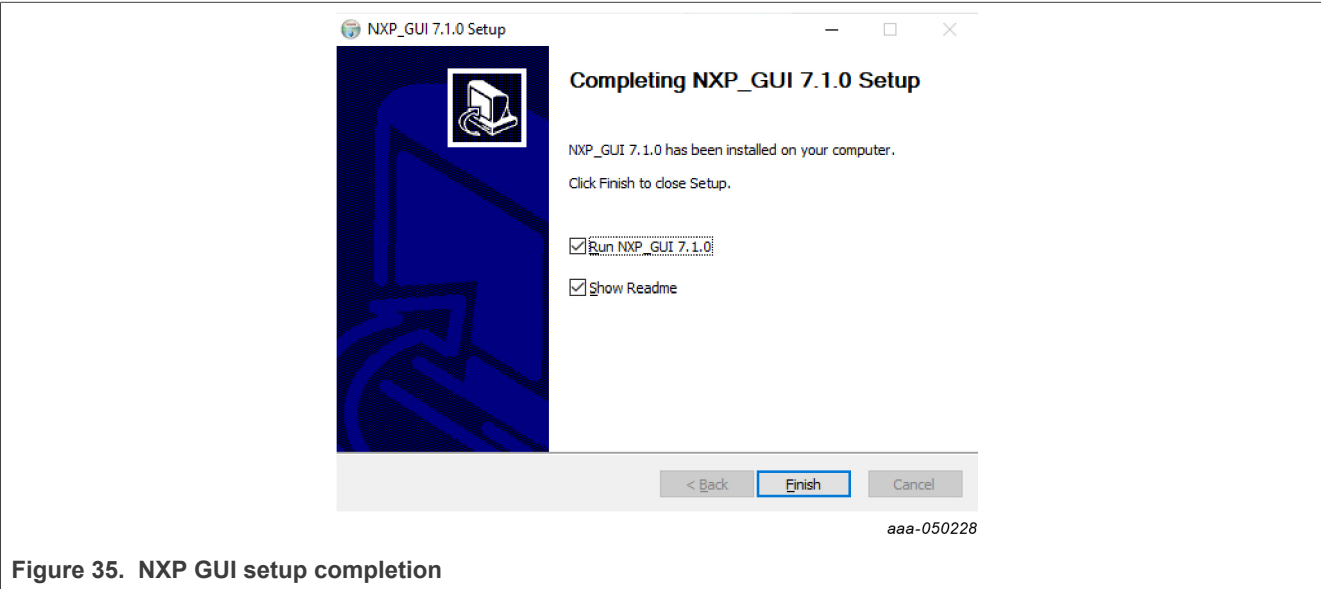 NXP_GUI 7.1.0 Setup
Completing NXP_GUI 7.1.0 Setup
NXP_GUI 7.1.0 has been installed on your computer.
Click Finish to close Setup.
Run NXP_GUI 7.1.0
Show Readme
< Back Finish Cancel
aaa-050228
Figure 35. NXP GUI setup completion